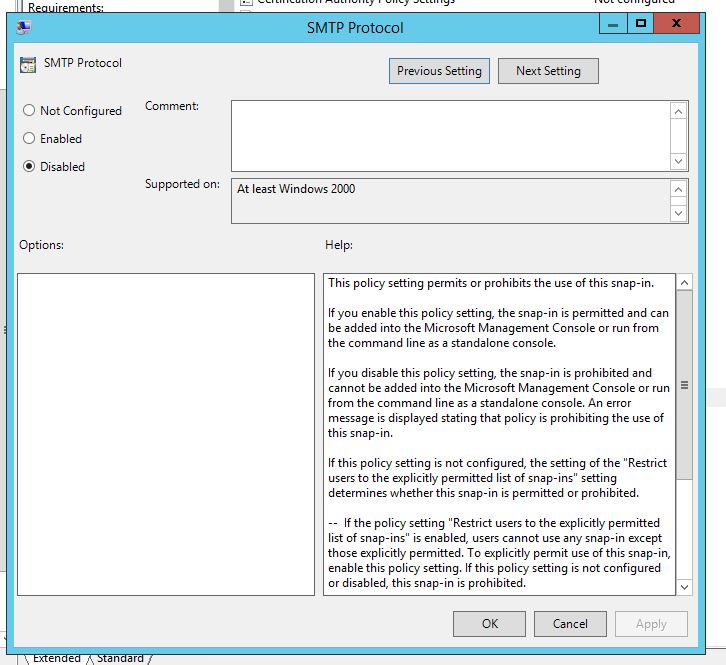 Requirements:
Certification Authority Policy Settings
Not configured
SMTP Protocol
SMTP Protocol
Previous Setting
Next Setting
Not Configured
Enabled
Disabled
Comment:
Supported on:
At least Windows 2000
Options:
Help:
This policy setting permits or prohibits the use of this snap-in.
If you enable this policy setting, the snap-in is permitted and can
be added into the Microsoft Management Console or run from
the command line as a standalone console.
If you disable this policy setting, the snap-in is prohibited and
cannot be added into the Microsoft Management Console or run
from the command line as a standalone console. An error
message is displayed stating that policy is prohibiting the use of
this snap-in.
If this policy setting is not configured, the setting of the "Restrict
users to the explicitly permitted list of snap-ins" setting
determines whether this snap-in is permitted or prohibited.
-- If the policy setting "Restrict users to the explicitly permitted
list of snap-ins" is enabled, users cannot use any snap-in except
those explicitly permitted. To explicitly permit use of this snap-in,
enable this policy setting. If this policy setting is not configured
or disabled, this snap-in is prohibited.
OK
Cancel
Apply
Extended
Standard